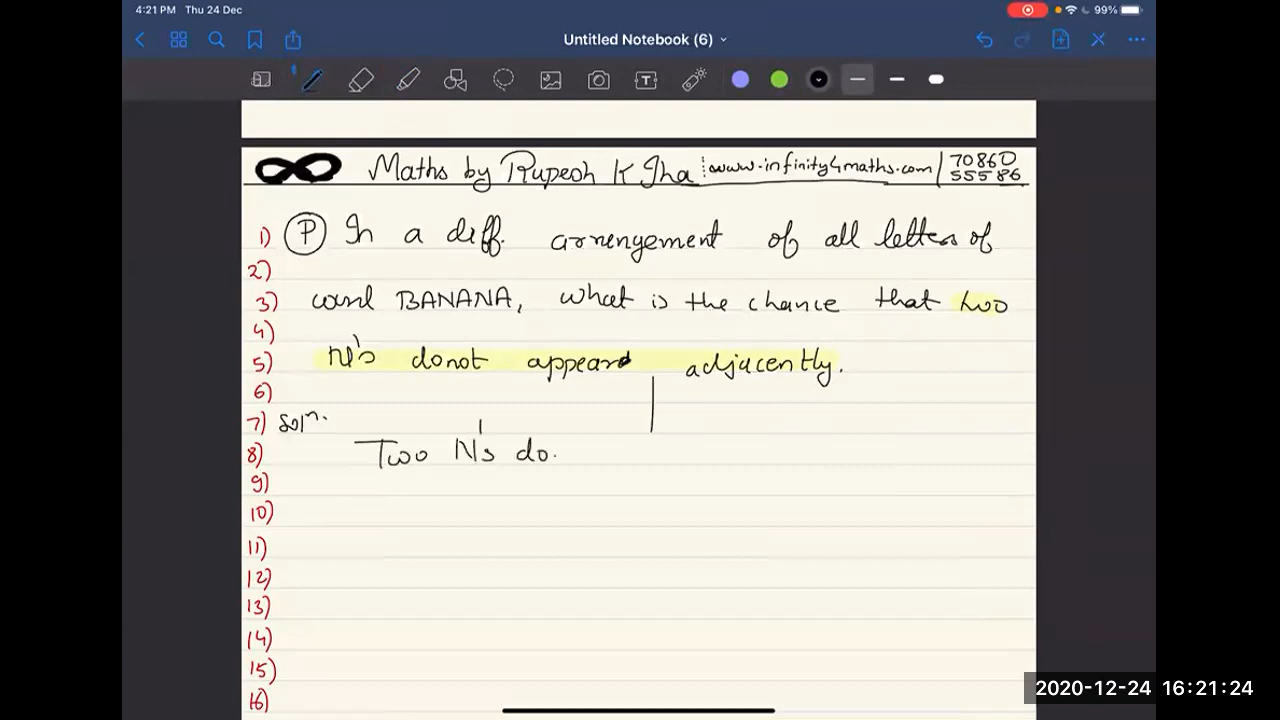 4:21 PM Thu 24 Dec
99%
Untitled Notebook (6)
T
Maths by Rupesh K Jha www.infinity4maths.com / 70860
55586
1) P In a diff. arrengement of all letters of
2)
3) word BANANA, what is the chance that two
4)
5) N's donot appear adjacently.
6)
7) Soln.
8) Two N's do.
9)
10)
11)
12)
13)
14)
15)
16)
2020-12-24 16:21:24